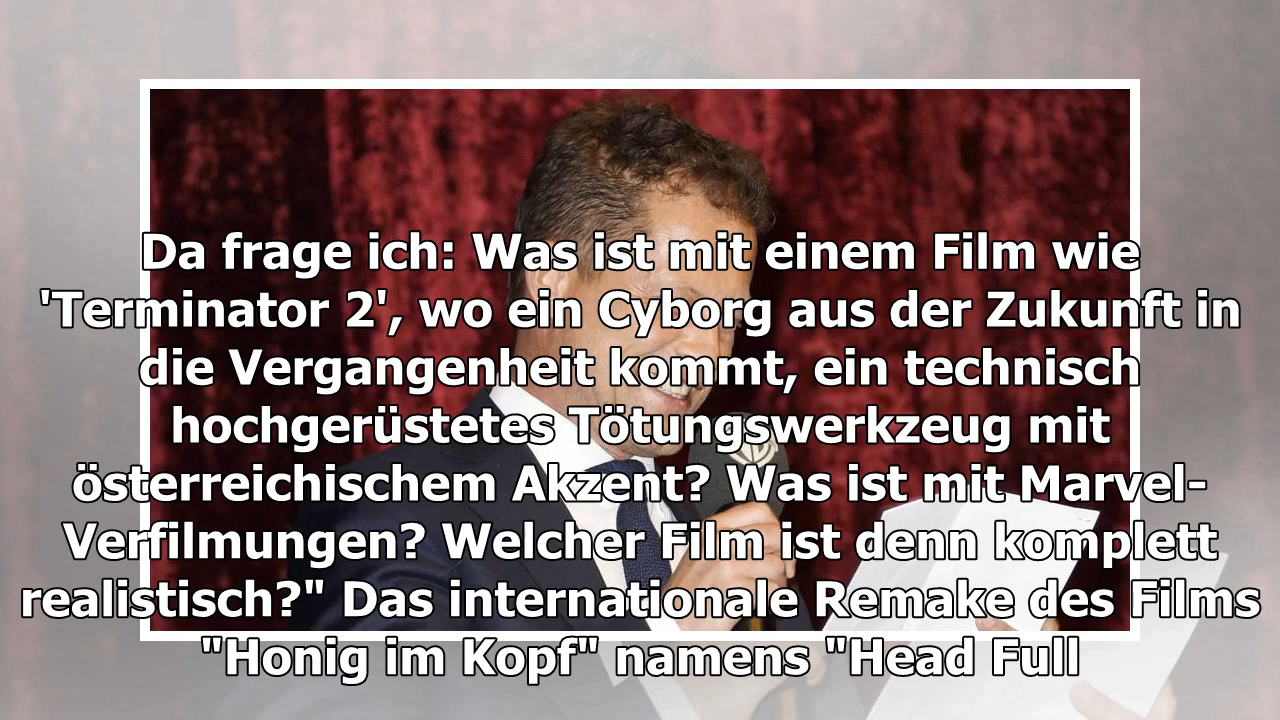 Da frage ich: Was ist mit einem Film wie
'Terminator 2', wo ein Cyborg aus der Zukunft in
die Vergangenheit kommt, ein technisch
hochgerüstetes Tötungswerkzeug mit
österreichischem Akzent? Was ist mit Marvel-
Verfilmungen? Welcher Film ist denn komplett
realistisch?" Das internationale Remake des Films
"Honig im Kopf" namens "Head Full